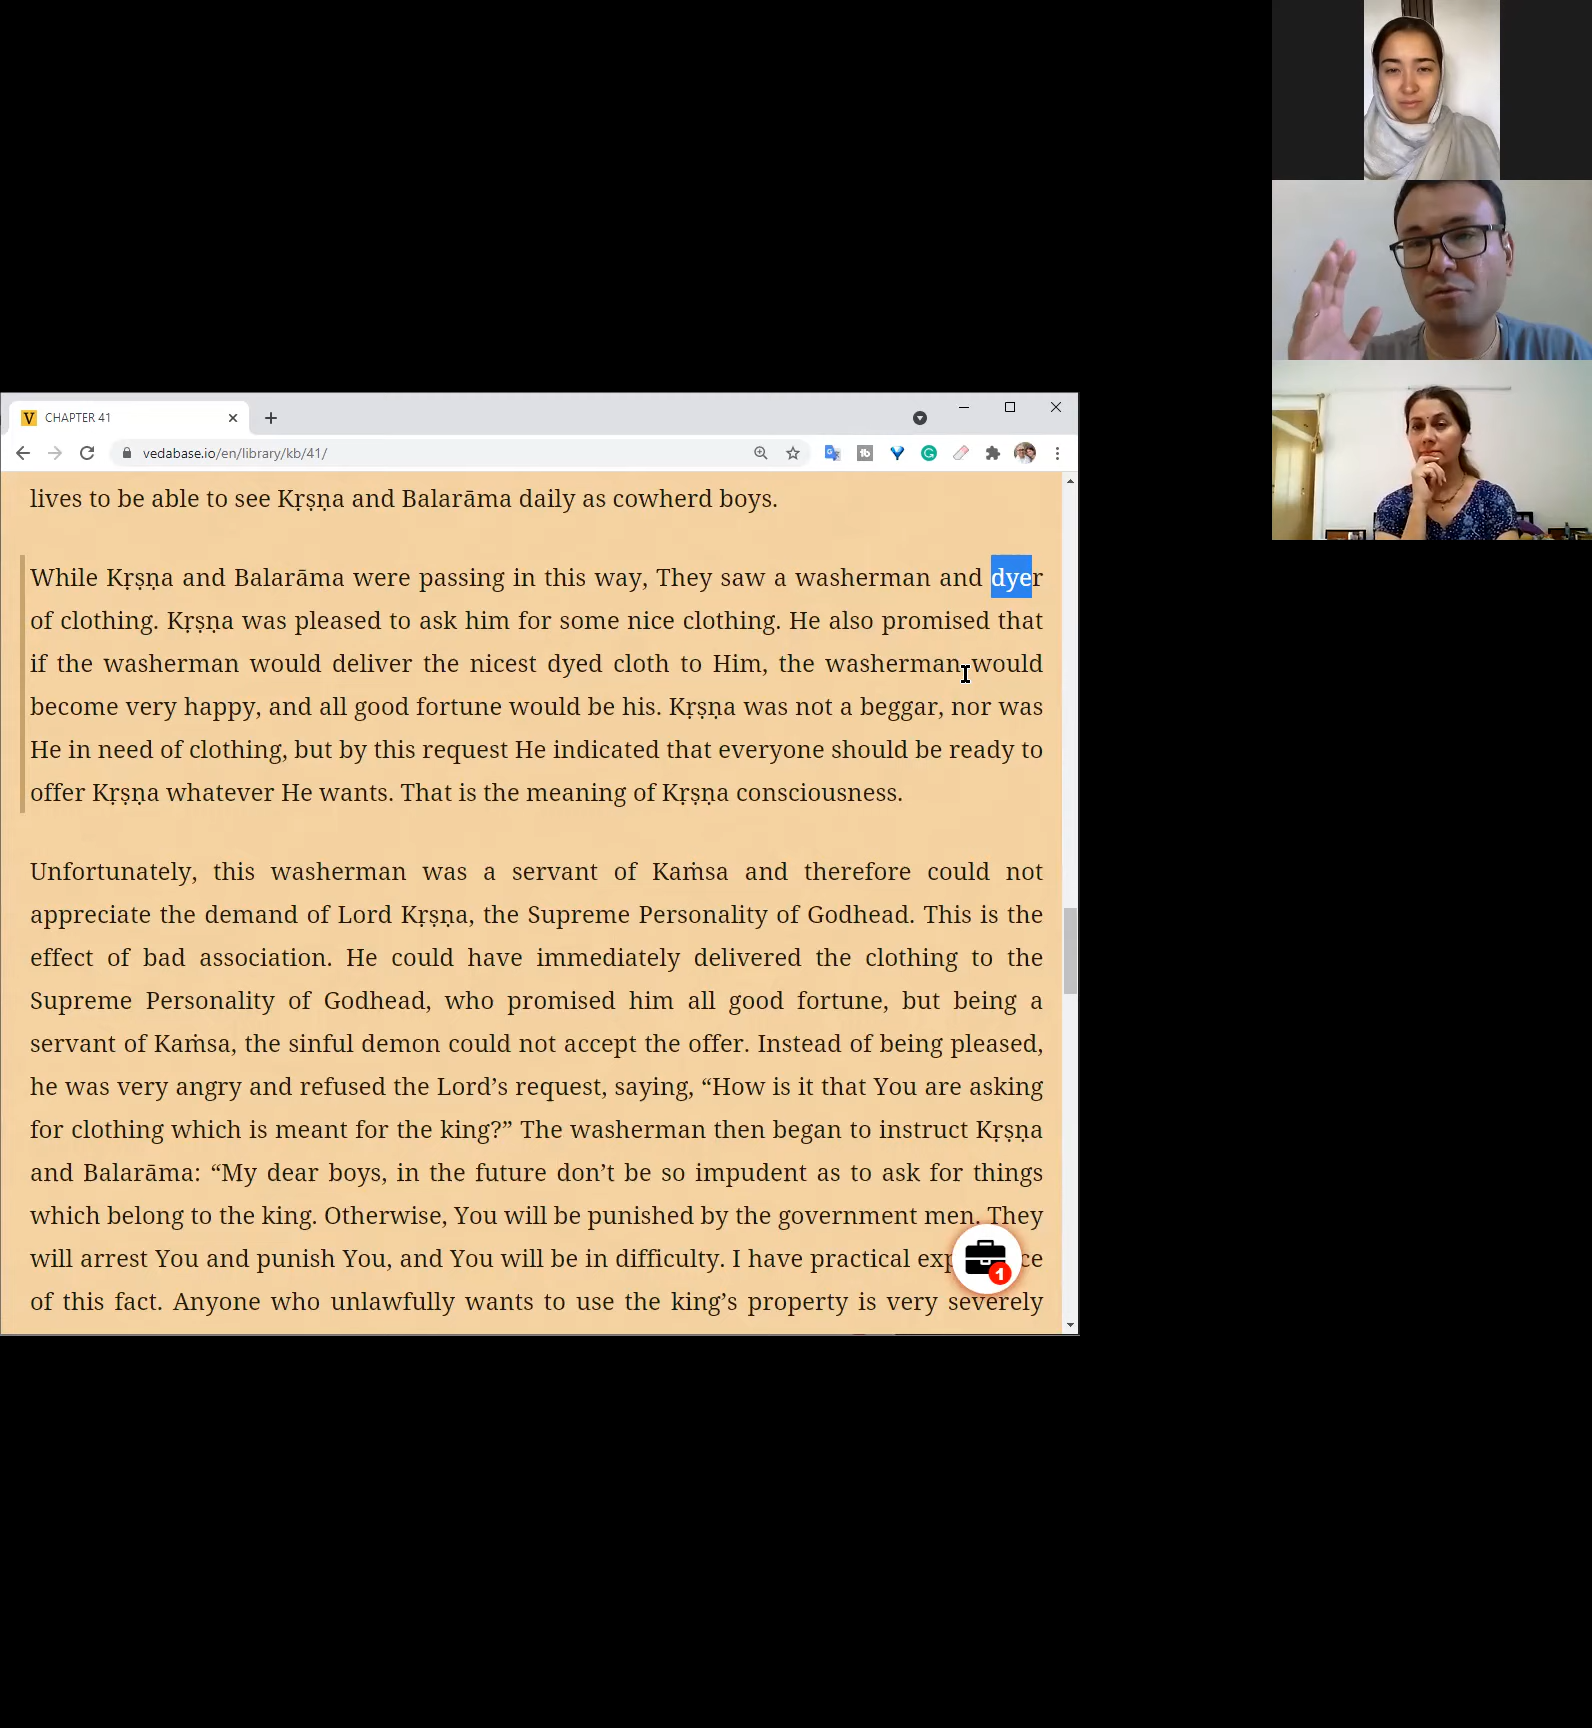 CHAPTER 41
vedabase.io/en/library/kb/41/
lives to be able to see Kṛṣṇa and Balarāma daily as cowherd boys.
While Kṛṣṇa and Balarāma were passing in this way, They saw a washerman and dyer
of clothing. Kṛṣṇa was pleased to ask him for some nice clothing. He also promised that
if the washerman would deliver the nicest dyed cloth to Him, the washerman would
become very happy, and all good fortune would be his. Kṛṣṇa was not a beggar, nor was
He in need of clothing, but by this request He indicated that everyone should be ready to
offer Kṛṣṇa whatever He wants. That is the meaning of Kṛṣṇa consciousness.
Unfortunately, this washerman was a servant of Kaṁsa and therefore could not
appreciate the demand of Lord Kṛṣṇa, the Supreme Personality of Godhead. This is the
effect of bad association. He could have immediately delivered the clothing to the
Supreme Personality of Godhead, who promised him all good fortune, but being a
servant of Kaṁsa, the sinful demon could not accept the offer. Instead of being pleased,
he was very angry and refused the Lord’s request, saying, “How is it that You are asking
for clothing which is meant for the king?” The washerman then began to instruct Kṛṣṇa
and Balarāma: “My dear boys, in the future don’t be so impudent as to ask for things
which belong to the king. Otherwise, You will be punished by the government men. They
will arrest You and punish You, and You will be in difficulty. I have practical
of this fact. Anyone who unlawfully wants to use the king’s property is very severely
1